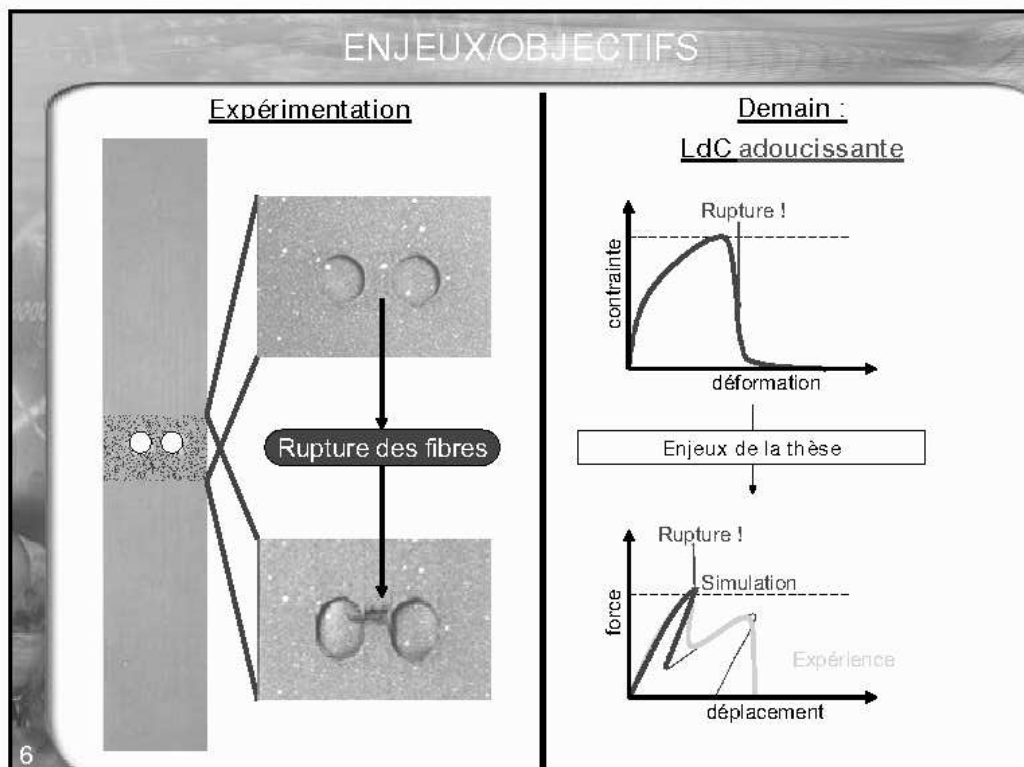 ENJEUX/OBJECTIFS
Expérimentation
Rupture des fibres
Demain :
LdC adoucissante
Rupture !
contrainte
déformation
Enjeux de la thèse
Rupture !
Simulation
force
Expérience
déplacement
6